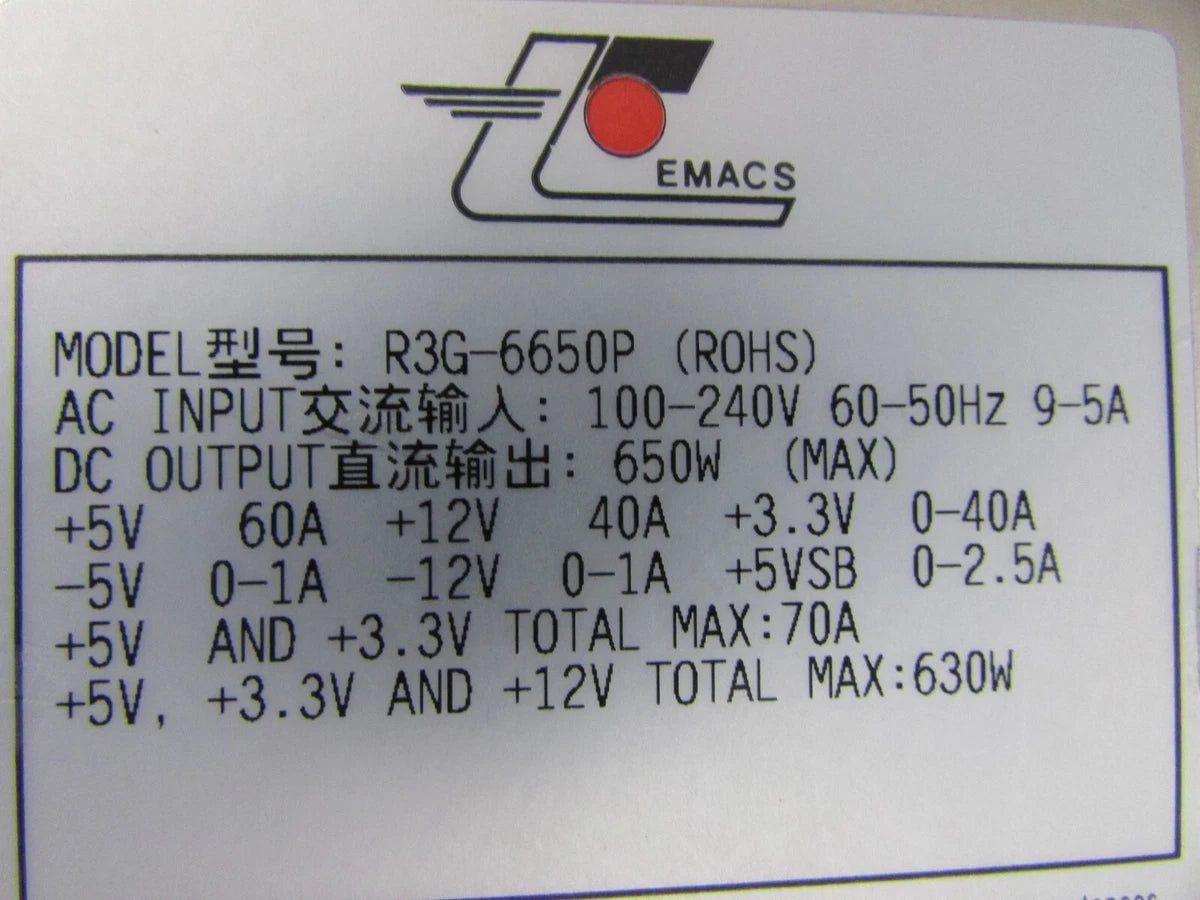 EMACS
MODEL型号: R3G-6650P (ROHS)
AC INPUT交流输入: 100-240V 60-50Hz 9-5A
DC OUTPUT直流输出: 650W (MAX)
+5V 60A +12V 40A +3.3V 0-40A
-5V 0-1A -12V 0-1A +5VSB 0-2.5A
+5V AND +3.3V TOTAL MAX:70A
+5V, +3.3V AND +12V TOTAL MAX:630W